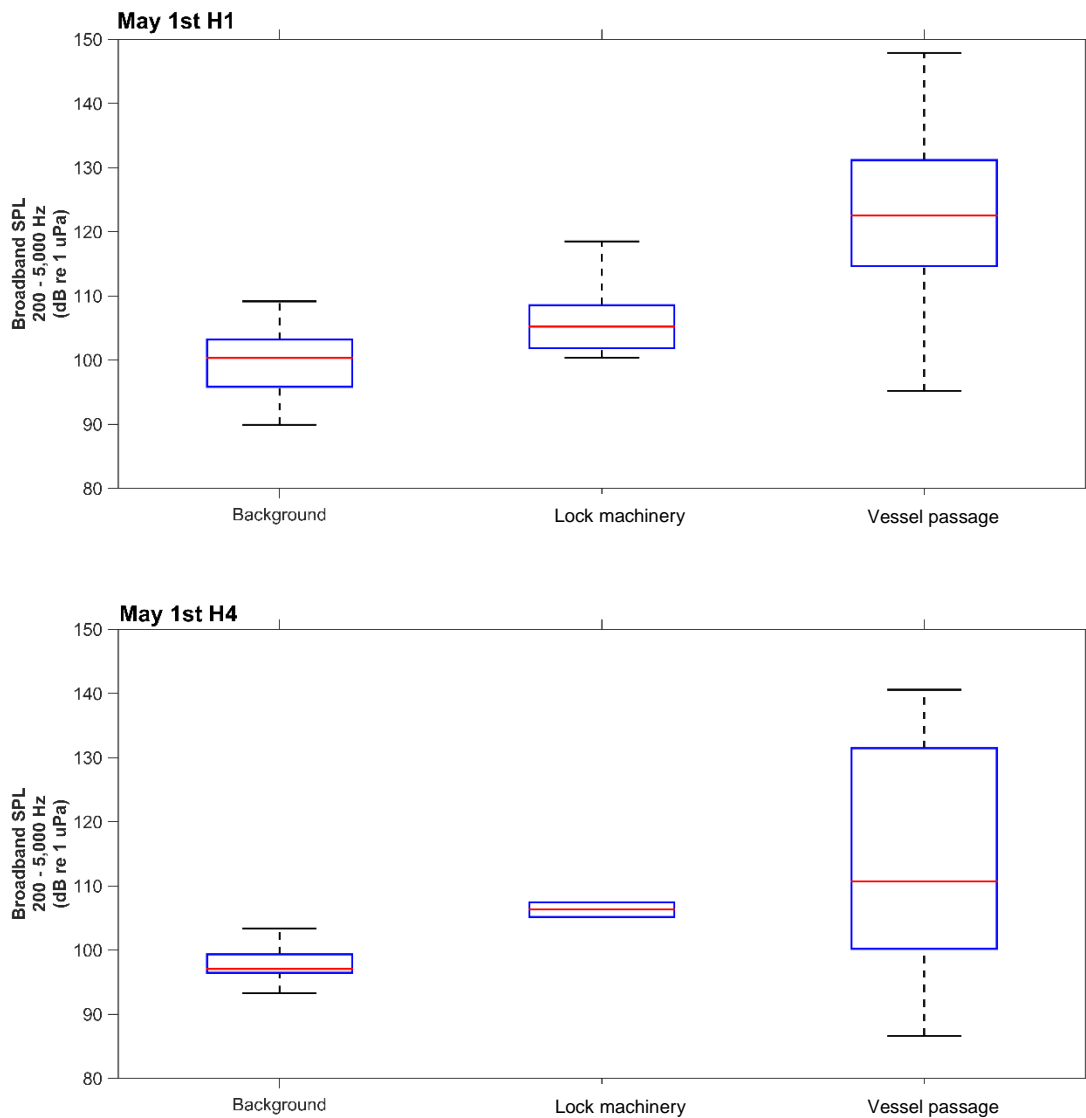 May 1st H1
150
140
130
120
110
100
90
80
Broadband SPL
200 - 5,000 Hz
(dB re 1 uPa)
Background
Lock machinery
Vessel passage
May 1st H4
150
140
130
120
110
100
90
80
Broadband SPL
200 - 5,000 Hz
(dB re 1 uPa)
Background
Lock machinery
Vessel passage